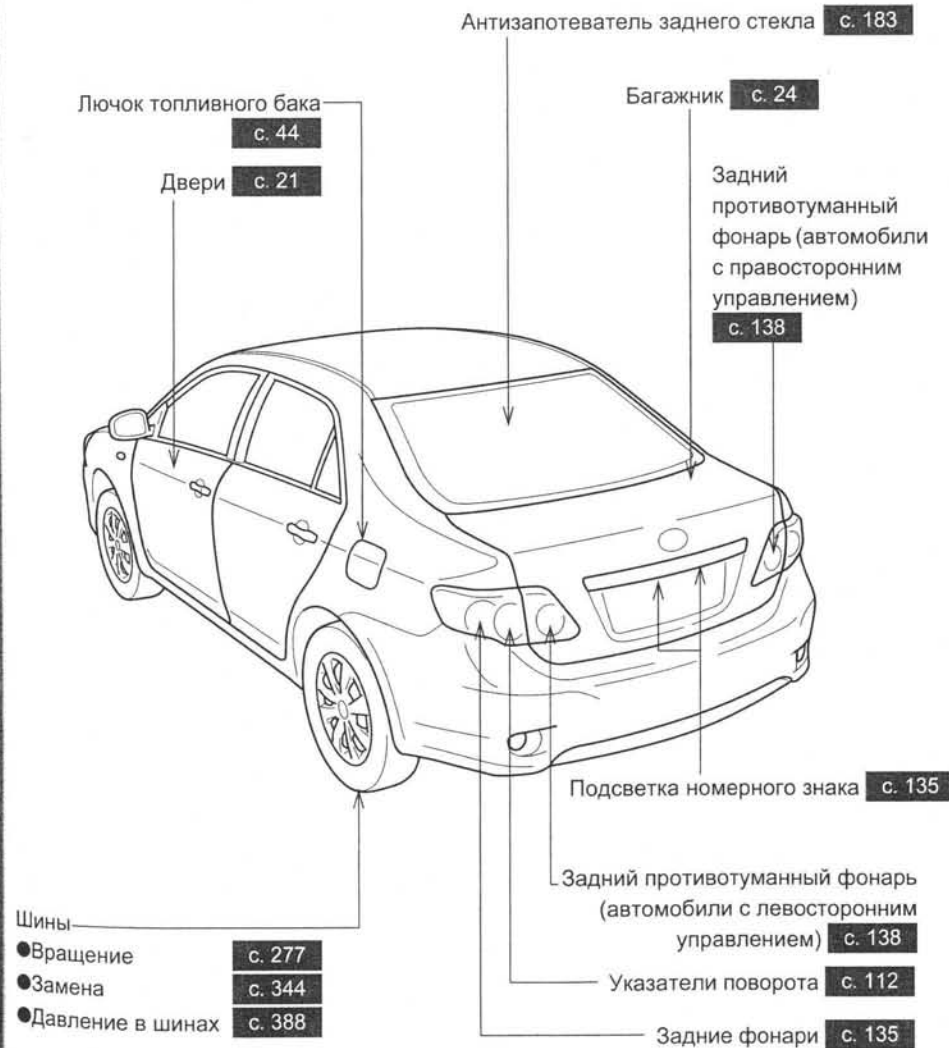 Антизапотеватель заднего стекла с. 183
Лючок топливного бака
с. 44
Багажник с. 24
Двери с. 21
Задний
противотуманный
фонарь (автомобили
с правосторонним
управлением)
с. 138
Подсветка номерного знака с. 135
Задний противотуманный фонарь
(автомобили с левосторонним
управлением) с. 138
Указатели поворота с. 112
Задние фонари с. 135
Шины
●Вращение с. 277
●Замена с. 344
●Давление в шинах с. 388